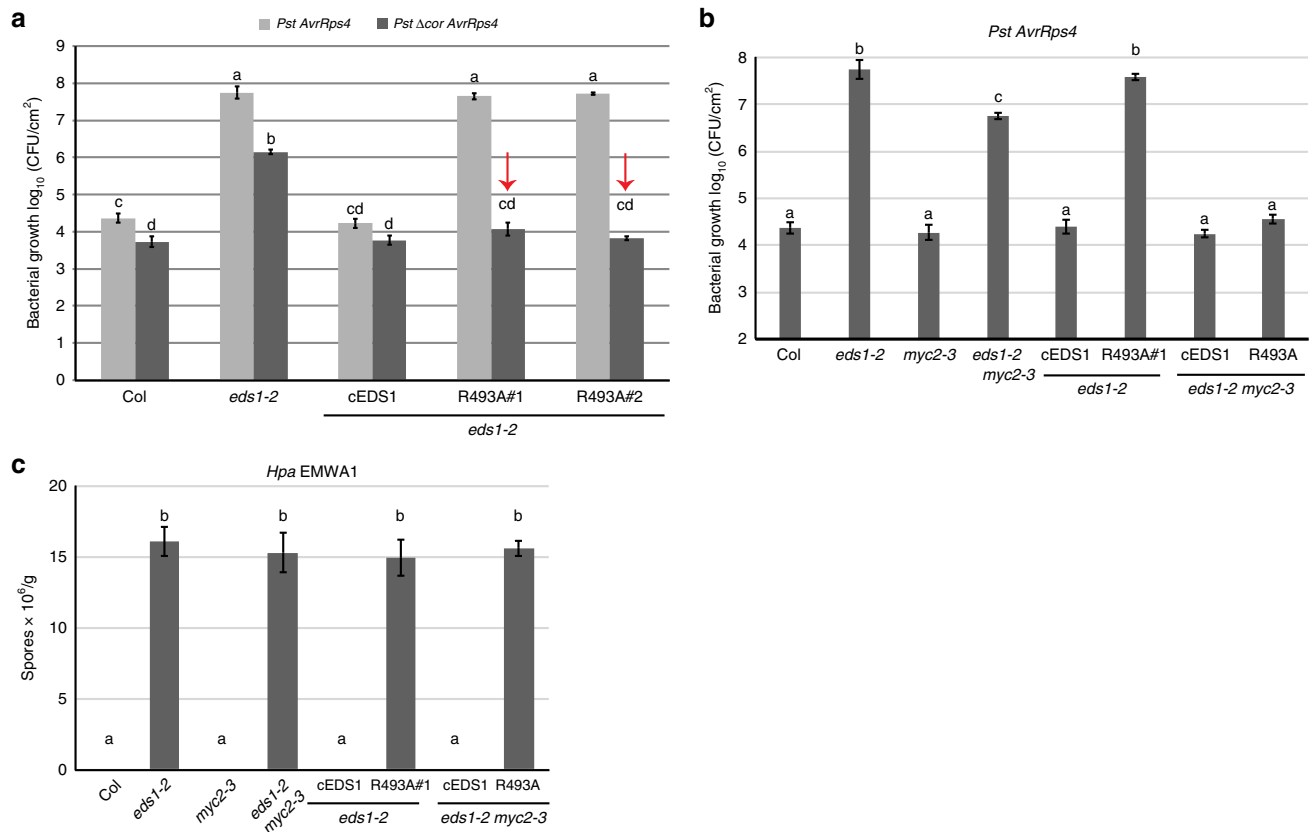 a
Pst AvrRps4 Pst Δcor AvrRps4
Bacterial growth log10 (CFU/cm2)
9
8
7
6
5
4
3
2
1
0
c
d
a
b
cd
d
a
cd
a
cd
Col
eds1-2
cEDS1
R493A#1
R493A#2
eds1-2
b
Pst AvrRps4
Bacterial growth log10 (CFU/cm2)
8
7
6
5
4
3
2
a
b
a
c
a
b
a
a
Col
eds1-2
myc2-3
eds1-2
myc2-3
cEDS1
R493A#1
cEDS1
R493A
eds1-2
eds1-2 myc2-3
c
Hpa EMWA1
Spores × 10^6/g
20
15
10
5
0
a
b
a
b
a
b
a
b
Col
eds1-2
myc2-3
eds1-2
myc2-3
cEDS1
R493A#1
cEDS1
R493A
eds1-2
eds1-2 myc2-3